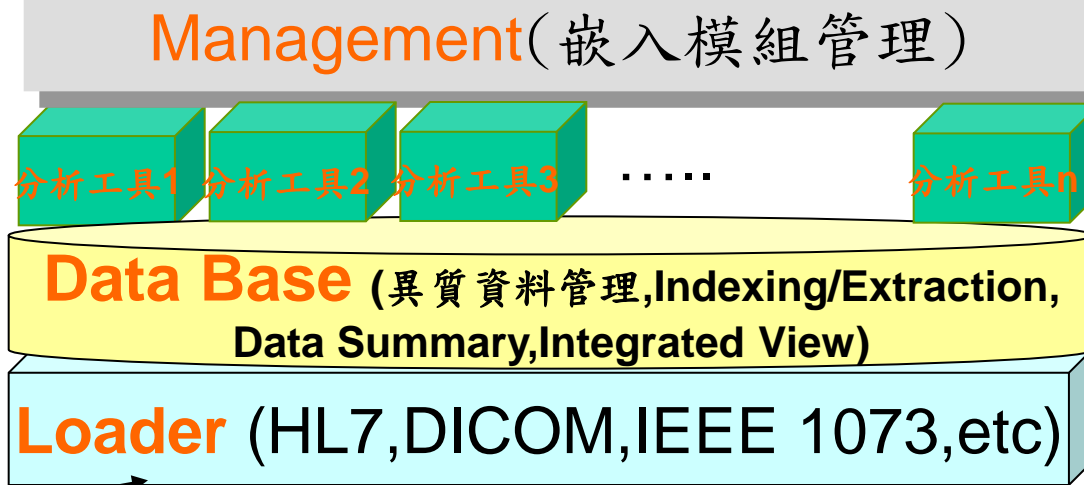 Management(嵌入模組管理)
分析工具1 分析工具2 分析工具3 ..... 分析工具n
Data Base (異質資料管理,Indexing/Extraction,
Data Summary,Integrated View)
Loader (HL7,DICOM,IEEE 1073,etc)